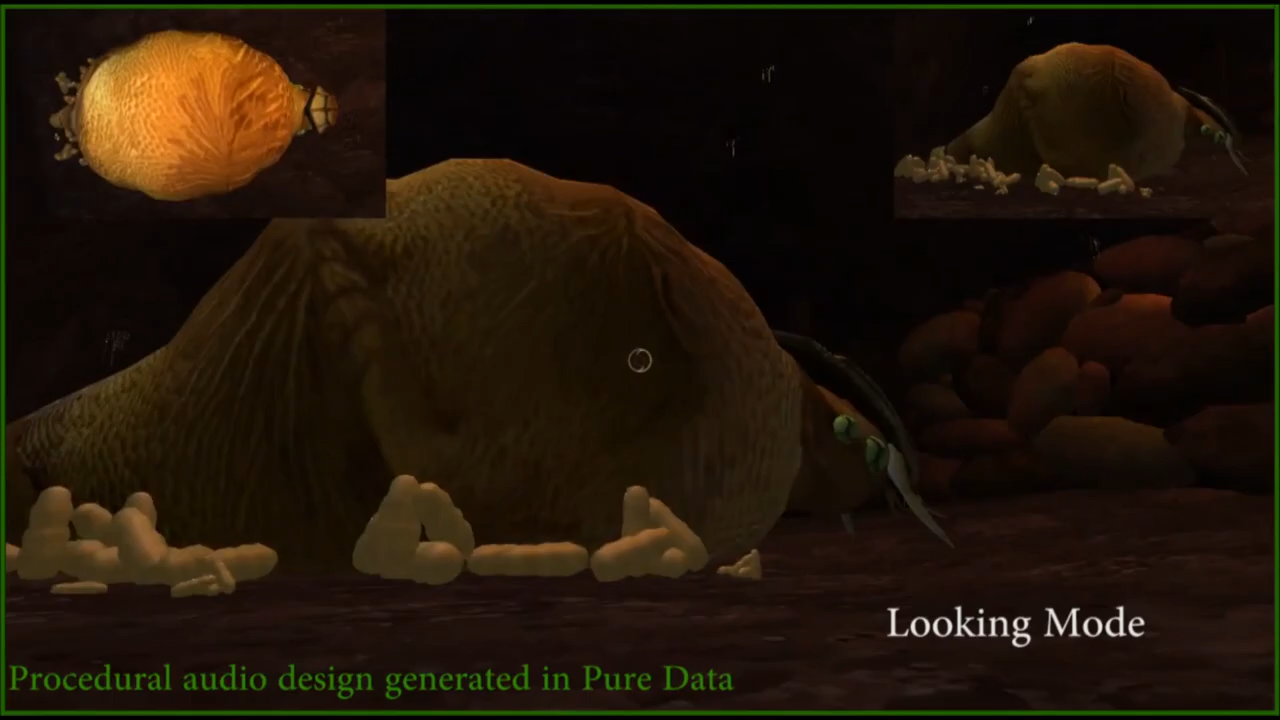 Looking Mode
Procedural audio design generated in Pure Data